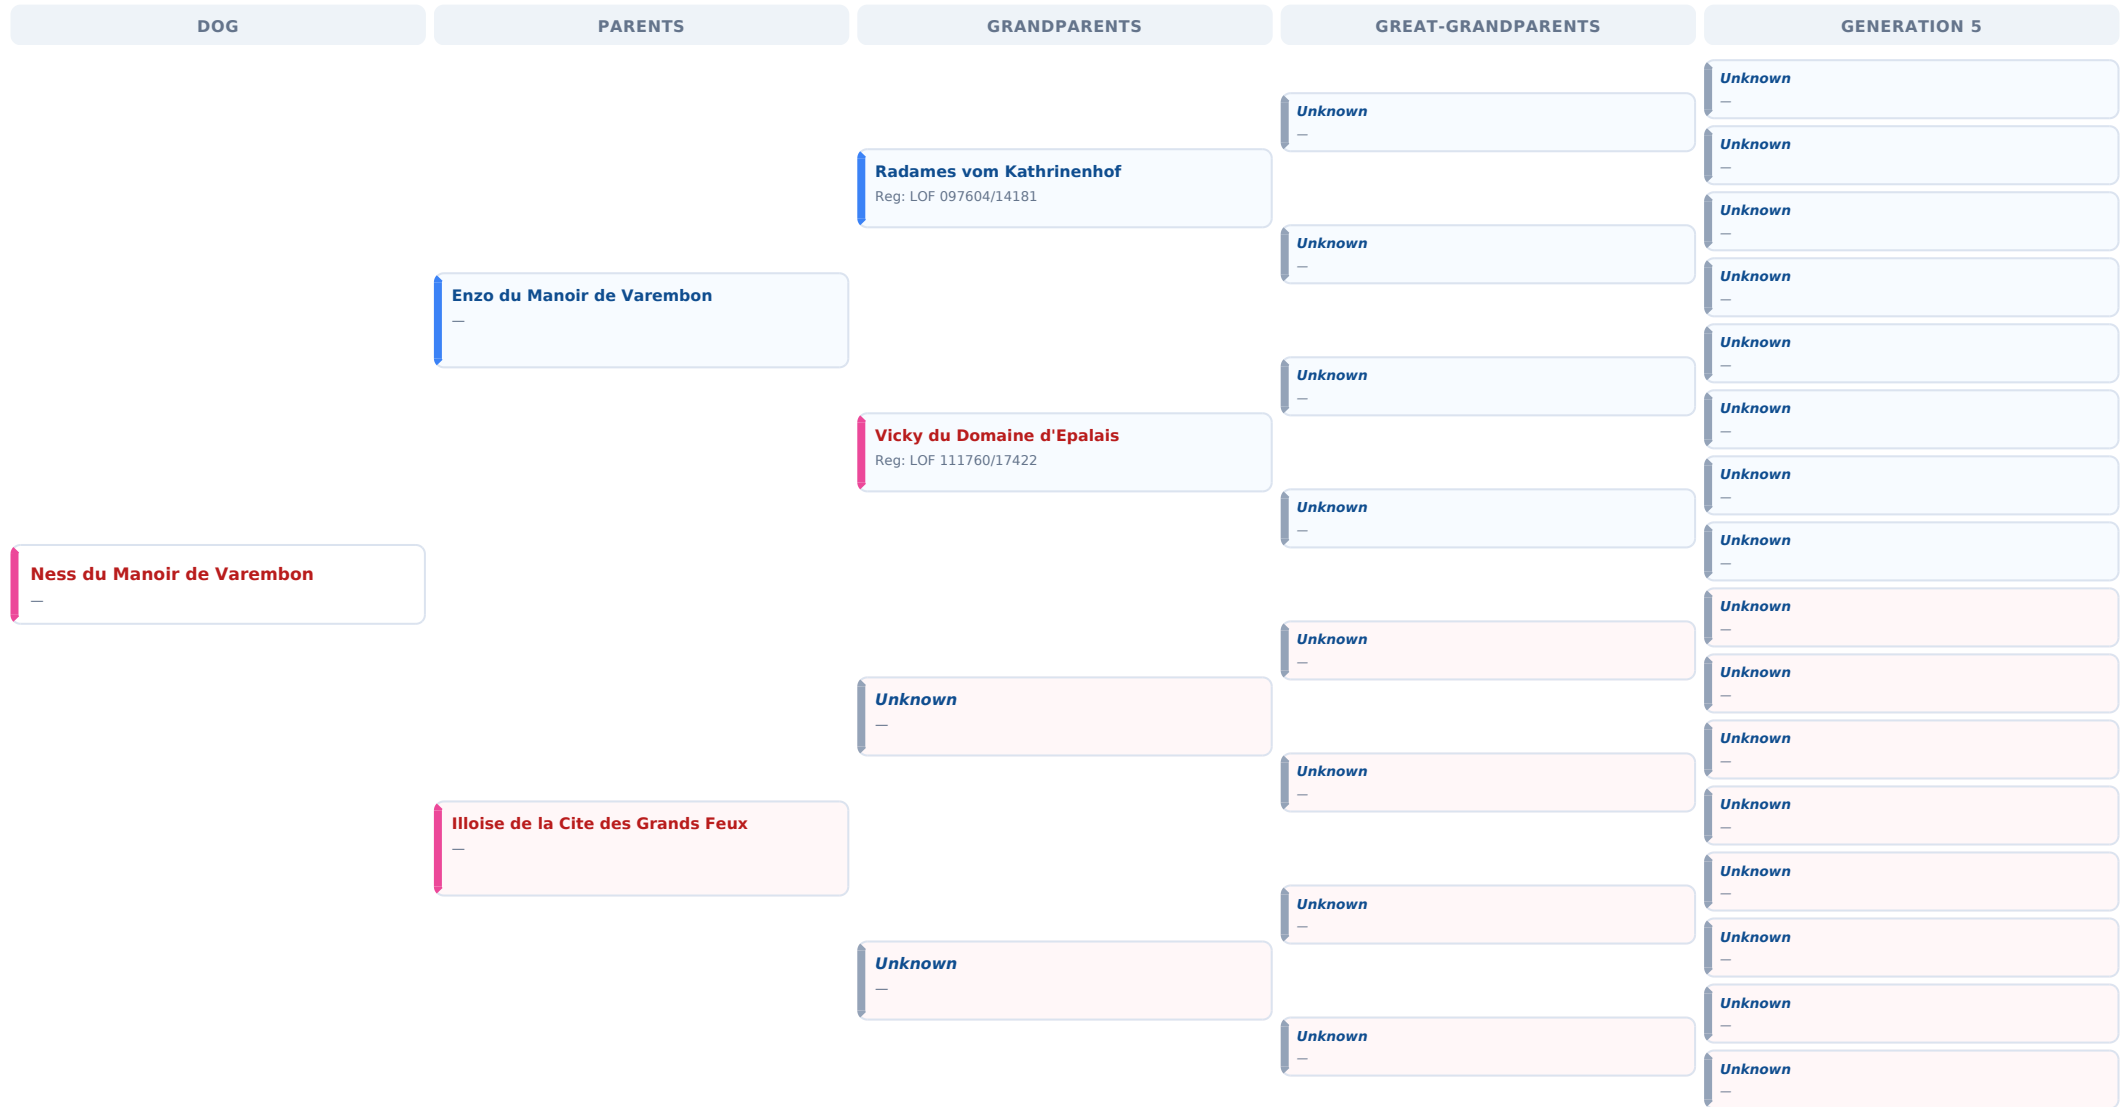 DOG
PARENTS
GRANDPARENTS
GREAT-GRANDPARENTS
GENERATION 5
Ness du Manoir de Varembon
—
Enzo du Manoir de Varembon
—
Illoise de la Cite des Grands Feux
—
Radames vom Kathrinenhof
Reg: LOF 097604/14181
Vicky du Domaine d'Epalais
Reg: LOF 111760/17422
Unknown
—
Unknown
—
Unknown
—
Unknown
—
Unknown
—
Unknown
—
Unknown
—
Unknown
—
Unknown
—
Unknown
—
Unknown
—
Unknown
—
Unknown
—
Unknown
—
Unknown
—
Unknown
—
Unknown
—
Unknown
—
Unknown
—
Unknown
—
Unknown
—
Unknown
—
Unknown
—
Unknown
—
Unknown
—
Unknown
—